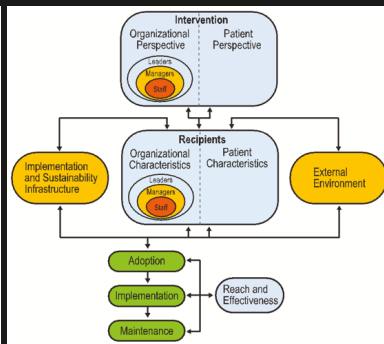 Intervention
Organizational
Perspective
Patient
Perspective
Leaders
Managers
Staff
Recipients
Organizational
Characteristics
Patient
Characteristics
Leaders
Managers
Staff
Implementation
and Sustainability
Infrastructure
External
Environment
Adoption
Implementation
Maintenance
Reach and
Effectiveness